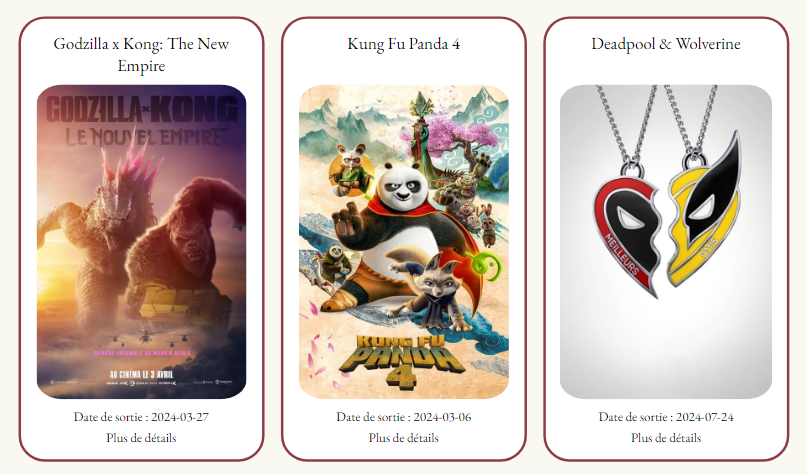 Godzilla x Kong: The New
Empire
GODZILLA x KONG
LE NOUVEL EMPIRE
AU CINÉMA LE 3 AVRIL
Date de sortie : 2024-03-27
Plus de détails
Kung Fu Panda 4
KUNG FU
PANDA
4
Date de sortie : 2024-03-06
Plus de détails
Deadpool & Wolverine
MEILLEURS
AMIS
Date de sortie : 2024-07-24
Plus de détails